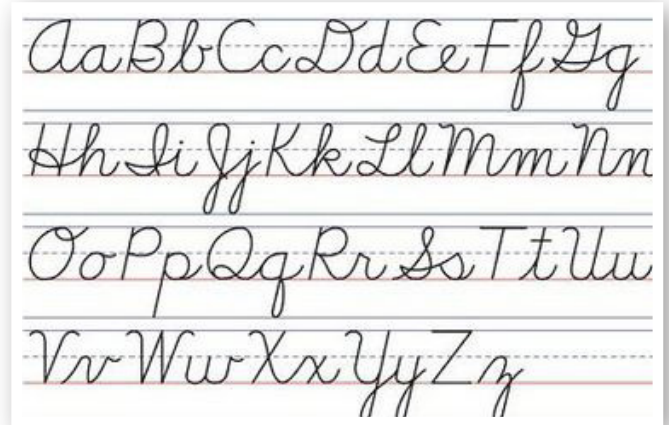 AaBbCcDdEeFfGg
HhIiJjKkLlMmNn
OoPpQqRrSsTtUu
VvWwXxYyZz